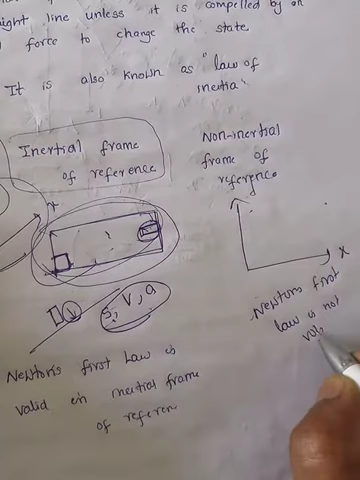 ight line unless it is compelled by an
force to change the state
It is also known as "law of
inertia"
Inertial frame
of reference
Non-inertial
frame of
reference
x
s, v, a
Newtons first
law is not
Newton's first Law is
valid in inertial frame
of referen